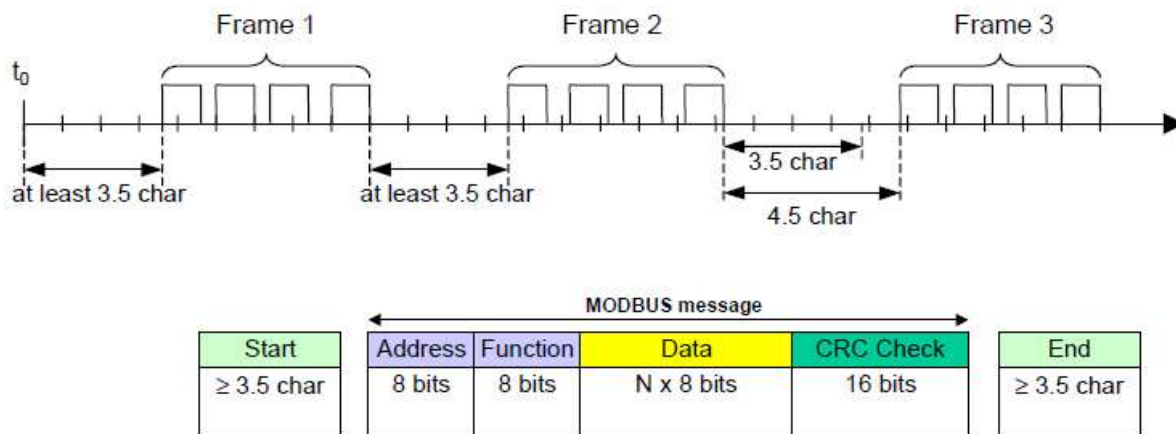 Frame 1 Frame 2 Frame 3
t0
at least 3.5 char at least 3.5 char 3.5 char
4.5 char
MODBUS message
Start Address Function Data CRC Check End
≥ 3.5 char 8 bits 8 bits N x 8 bits 16 bits ≥ 3.5 char